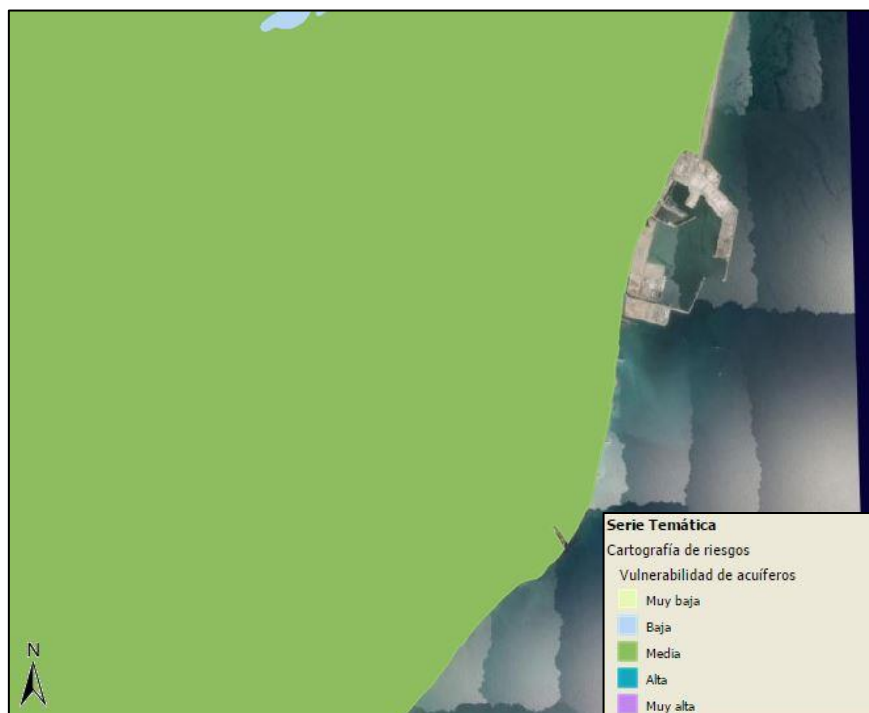 N
Serie Temática
Cartografía de riesgos
Vulnerabilidad de acuíferos
Muy baja
Baja
Media
Alta
Muy alta